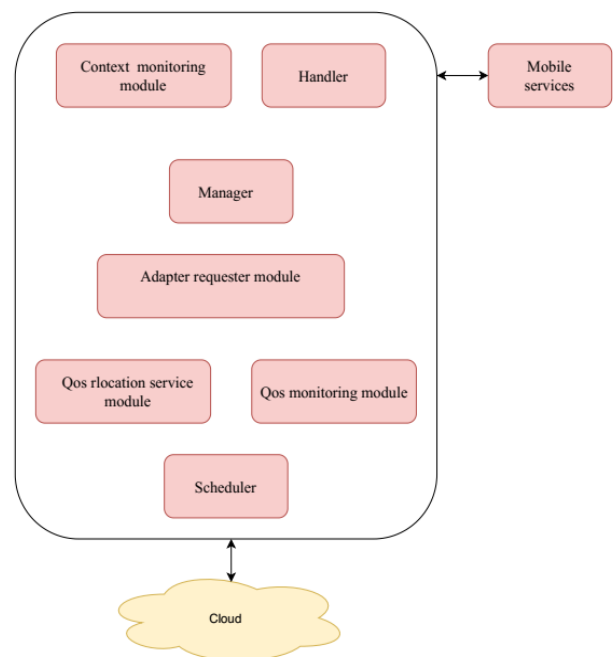 Context monitoring
module
Handler
Mobile
services
Manager
Adapter requester module
Qos rlocation service
module
Qos monitoring module
Scheduler
Cloud